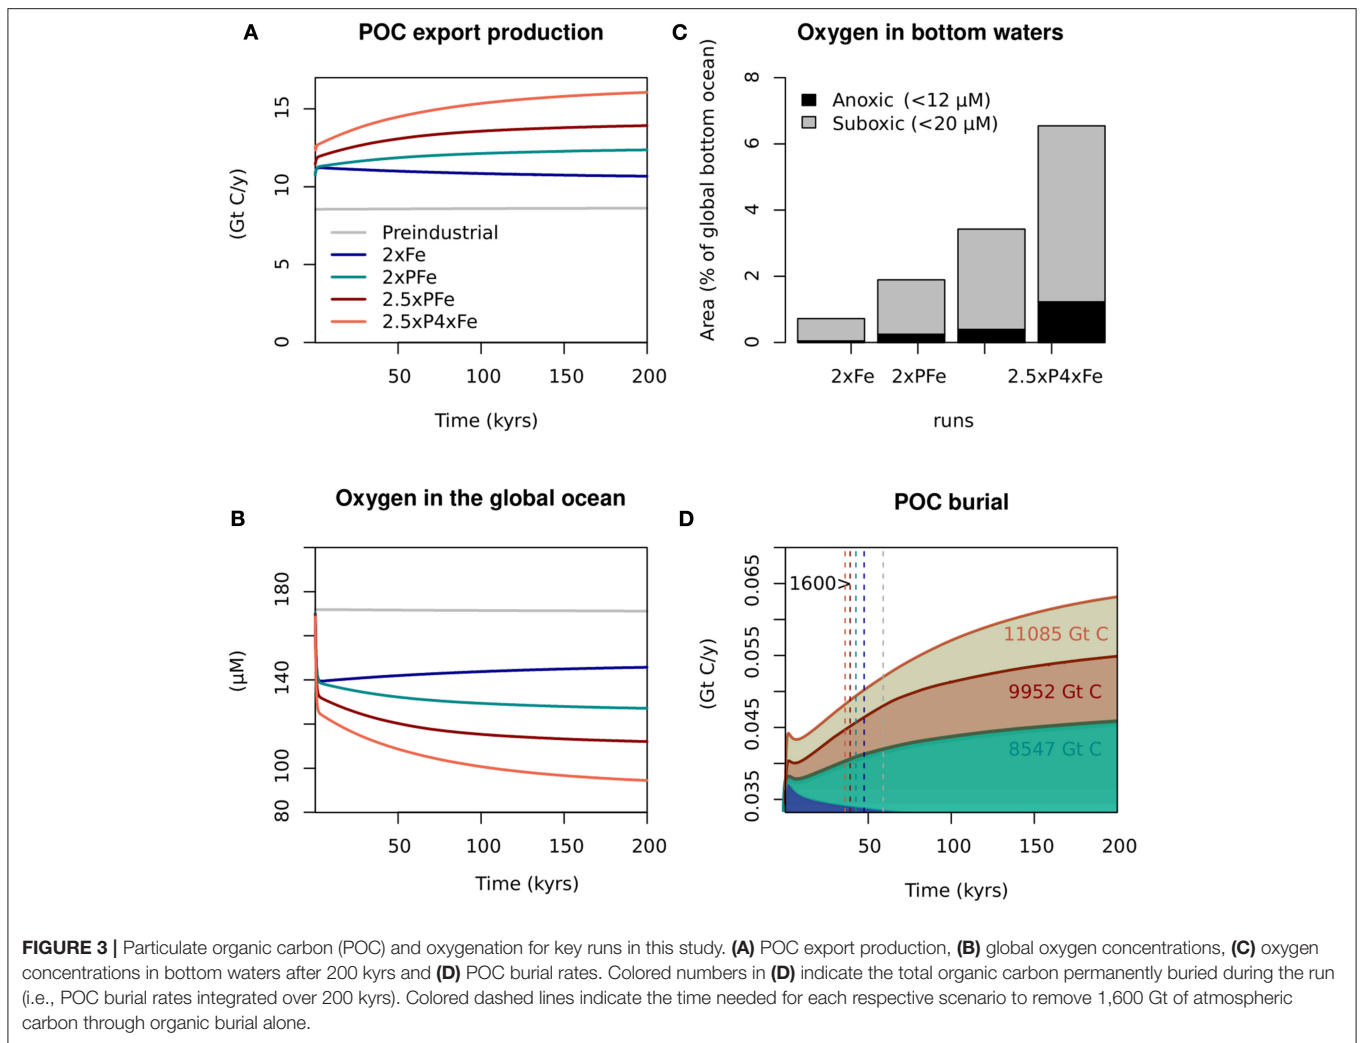 A
POC export production
(Gt C/y)
15
10
5
0
Preindustrial
2xFe
2xPFe
2.5xPFe
2.5xP4xFe
50 100 150 200
Time (kyrs)
C
Oxygen in bottom waters
Area (% of global bottom ocean)
8
6
4
2
0
Anoxic (<12 µM)
Suboxic (<20 µM)
2xFe 2xPFe 2.5xP4xFe
runs
B
Oxygen in the global ocean
(µM)
180
140
100
80
50 100 150 200
Time (kyrs)
D
POC burial
(Gt C/y)
0.065
0.055
0.045
0.035
1600>
11085 Gt C
9952 Gt C
8547 Gt C
50 100 150 200
Time (kyrs)
FIGURE 3 | Particulate organic carbon (POC) and oxygenation for key runs in this study. (A) POC export production, (B) global oxygen concentrations, (C) oxygen
concentrations in bottom waters after 200 kyrs and (D) POC burial rates. Colored numbers in (D) indicate the total organic carbon permanently buried during the run
(i.e., POC burial rates integrated over 200 kyrs). Colored dashed lines indicate the time needed for each respective scenario to remove 1,600 Gt of atmospheric
carbon through organic burial alone.